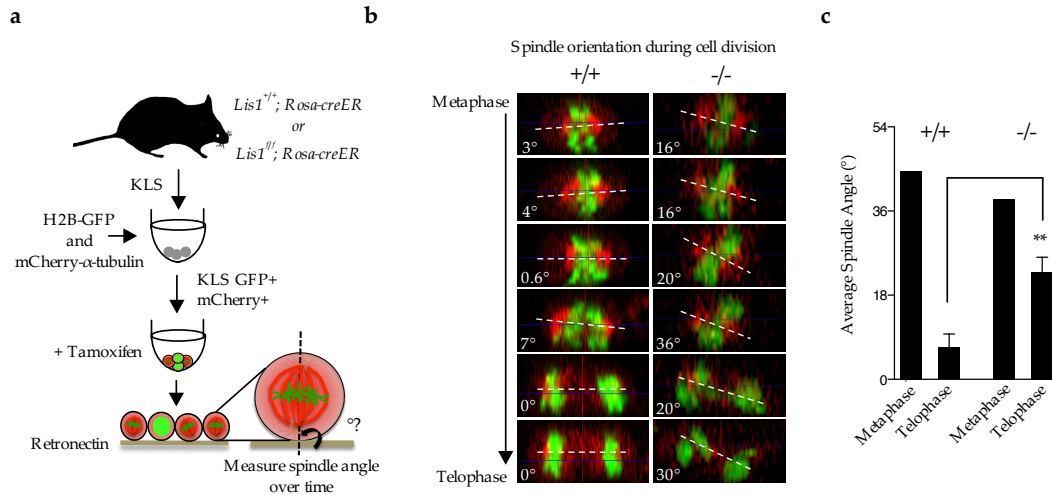 a
Lis1+/+; Rosa-creER
or
Lis1f/f; Rosa-creER
KLS
H2B-GFP
and
mCherry-α-tubulin
KLS GFP+
mCherry+
+ Tamoxifen
°?
Retronectin
Measure spindle angle
over time
b
Spindle orientation during cell division
+/+ -/-
Metaphase
3° 16°
4° 16°
0.6° 20°
7° 36°
0° 20°
0° 30°
Telophase
c
+/+ -/-
Average Spindle Angle (°)
54
36
18
0
**
Metaphase
Telophase
Metaphase
Telophase